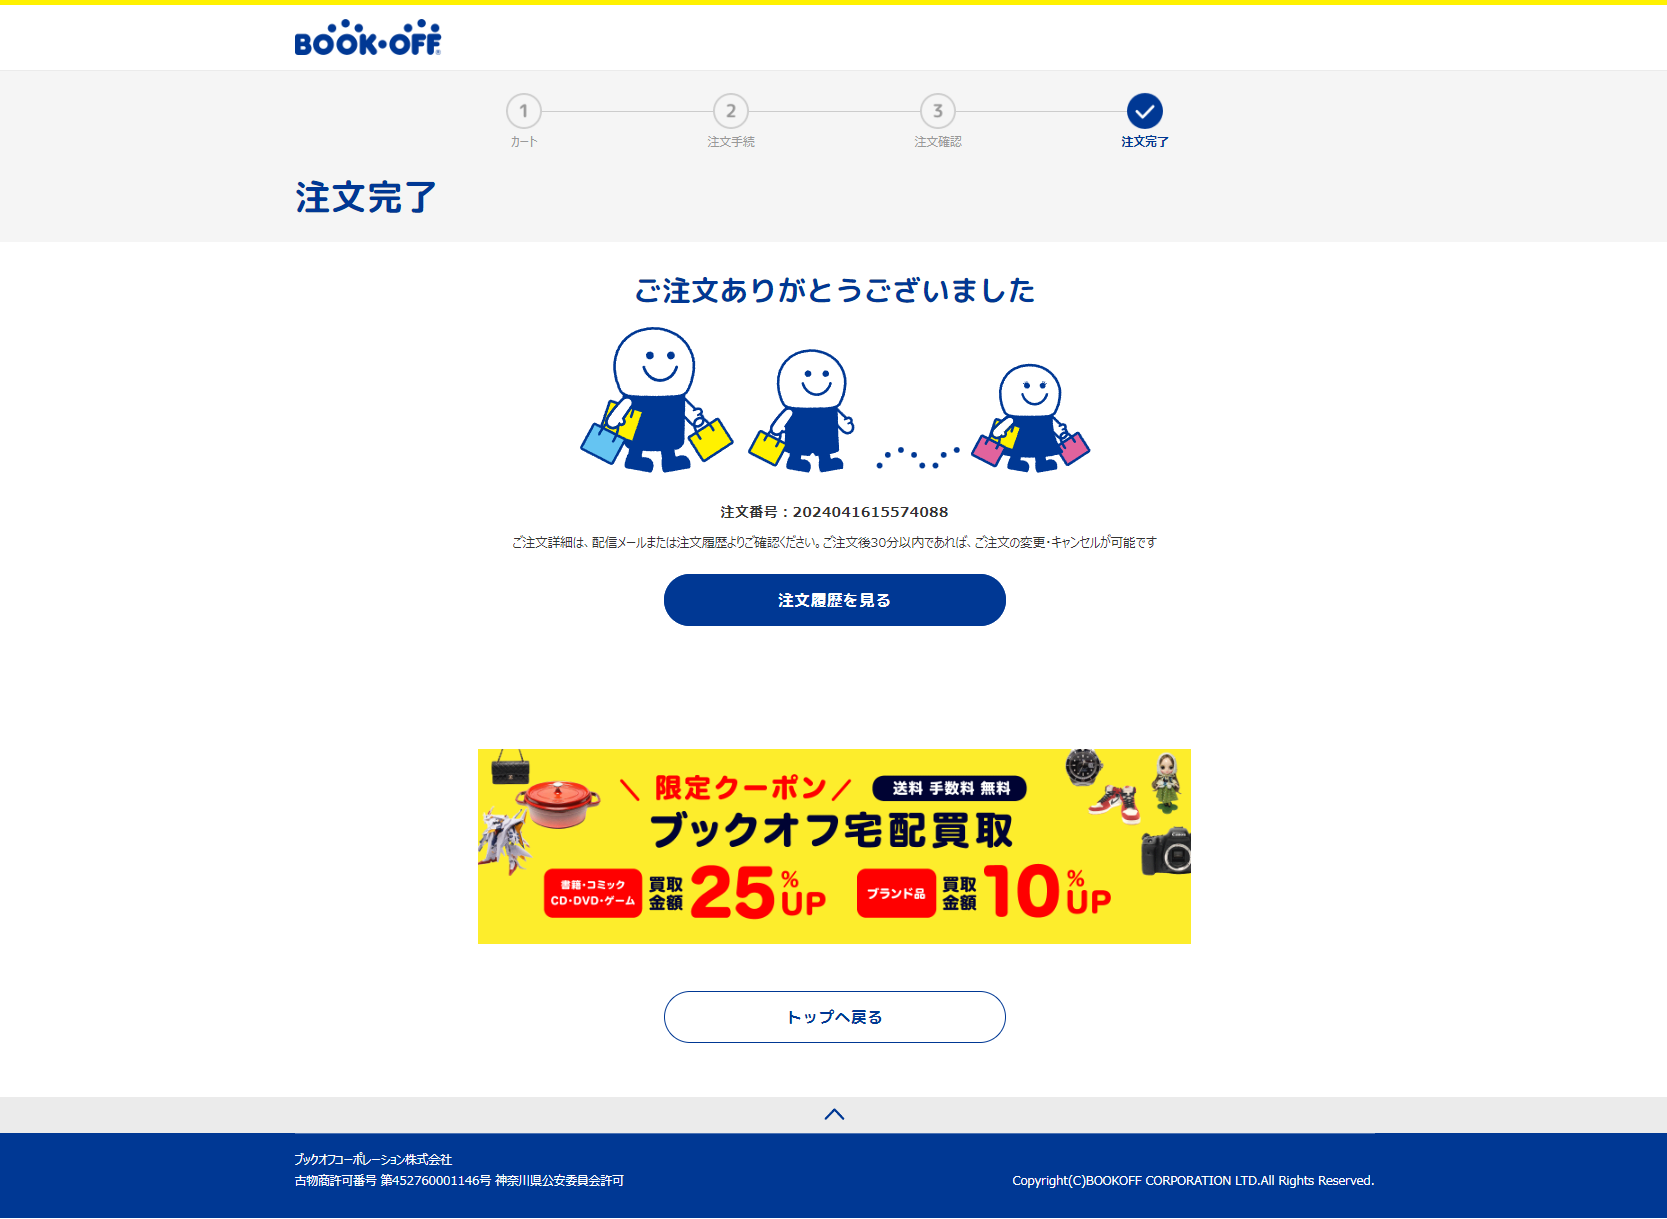 BOOK・OFF
1
2
3
カート
注文手続
注文確認
注文完了
注文完了
ご注文ありがとうございました
注文番号：2024041615574088
ご注文詳細は、配信メールまたは注文履歴よりご確認ください。ご注文後30分以内であれば、ご注文の変更・キャンセルが可能です
注文履歴を見る
＼ 限定クーポン ／ 送料 手数料 無料
ブックオフ宅配買取
書籍・コミック
CD・DVD・ゲーム
買取
金額
25%UP
ブランド品
買取
金額
10%UP
トップへ戻る
ブックオフコーポレーション株式会社
古物商許可番号 第452760001146号 神奈川県公安委員会許可
Copyright(C)BOOKOFF CORPORATION LTD.All Rights Reserved.